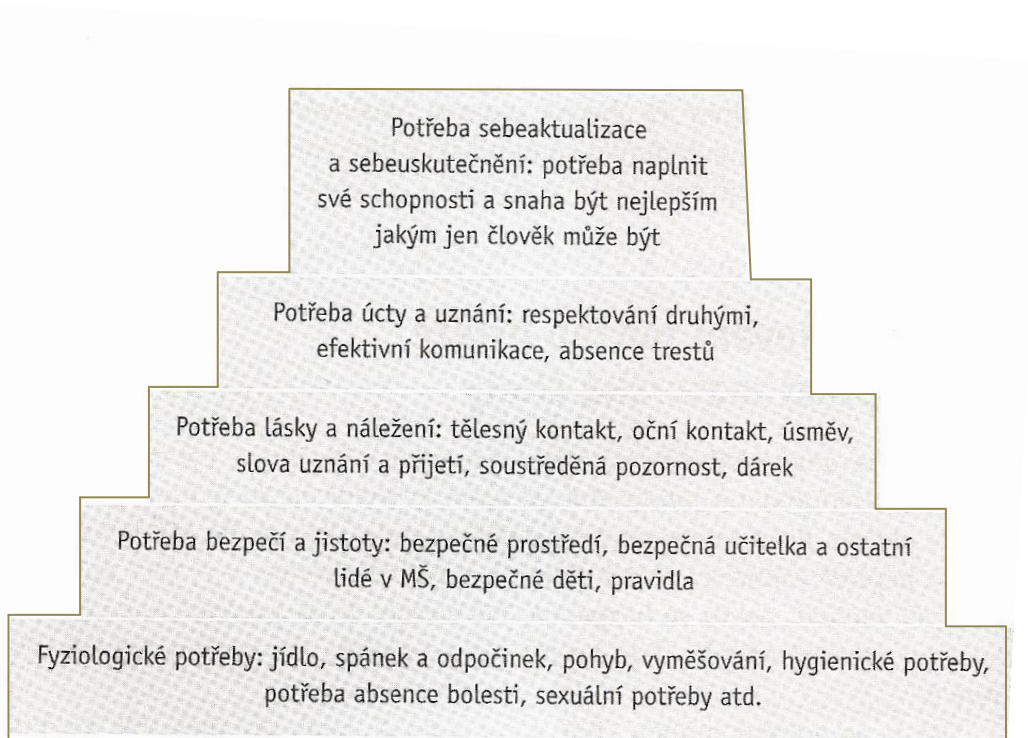 Potřeba sebeaktualizace
a sebeuskutečnění: potřeba naplnit
své schopnosti a snaha být nejlepším
jakým jen člověk může být
Potřeba úcty a uznání: respektování druhými,
efektivní komunikace, absence trestů
Potřeba lásky a náležení: tělesný kontakt, oční kontakt, úsměv,
slova uznání a přijetí, soustředěná pozornost, dárek
Potřeba bezpečí a jistoty: bezpečné prostředí, bezpečná učitelka a ostatní
lidé v MŠ, bezpečné děti, pravidla
Fyziologické potřeby: jídlo, spánek a odpočinek, pohyb, vyměšování, hygienické potřeby,
potřeba absence bolesti, sexuální potřeby atd.